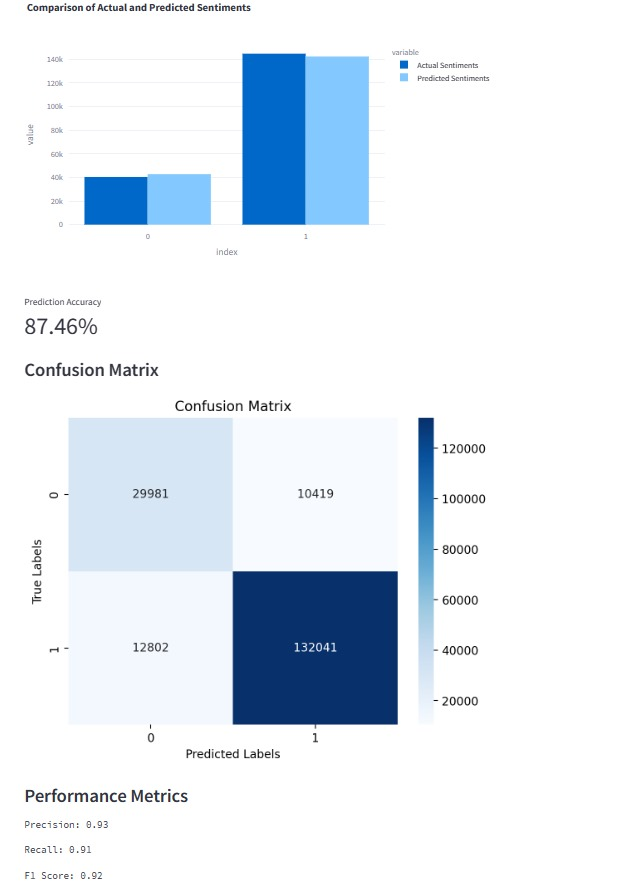 Comparison of Actual and Predicted Sentiments
variable
Actual Sentiments
Predicted Sentiments
value
140k
120k
100k
80k
60k
40k
20k
0
0 1
index
Prediction Accuracy
87.46%
Confusion Matrix
Confusion Matrix
True Labels
0
29981 10419
1
12802 132041
0 1
Predicted Labels
120000
100000
80000
60000
40000
20000
Performance Metrics
Precision: 0.93
Recall: 0.91
F1 Score: 0.92